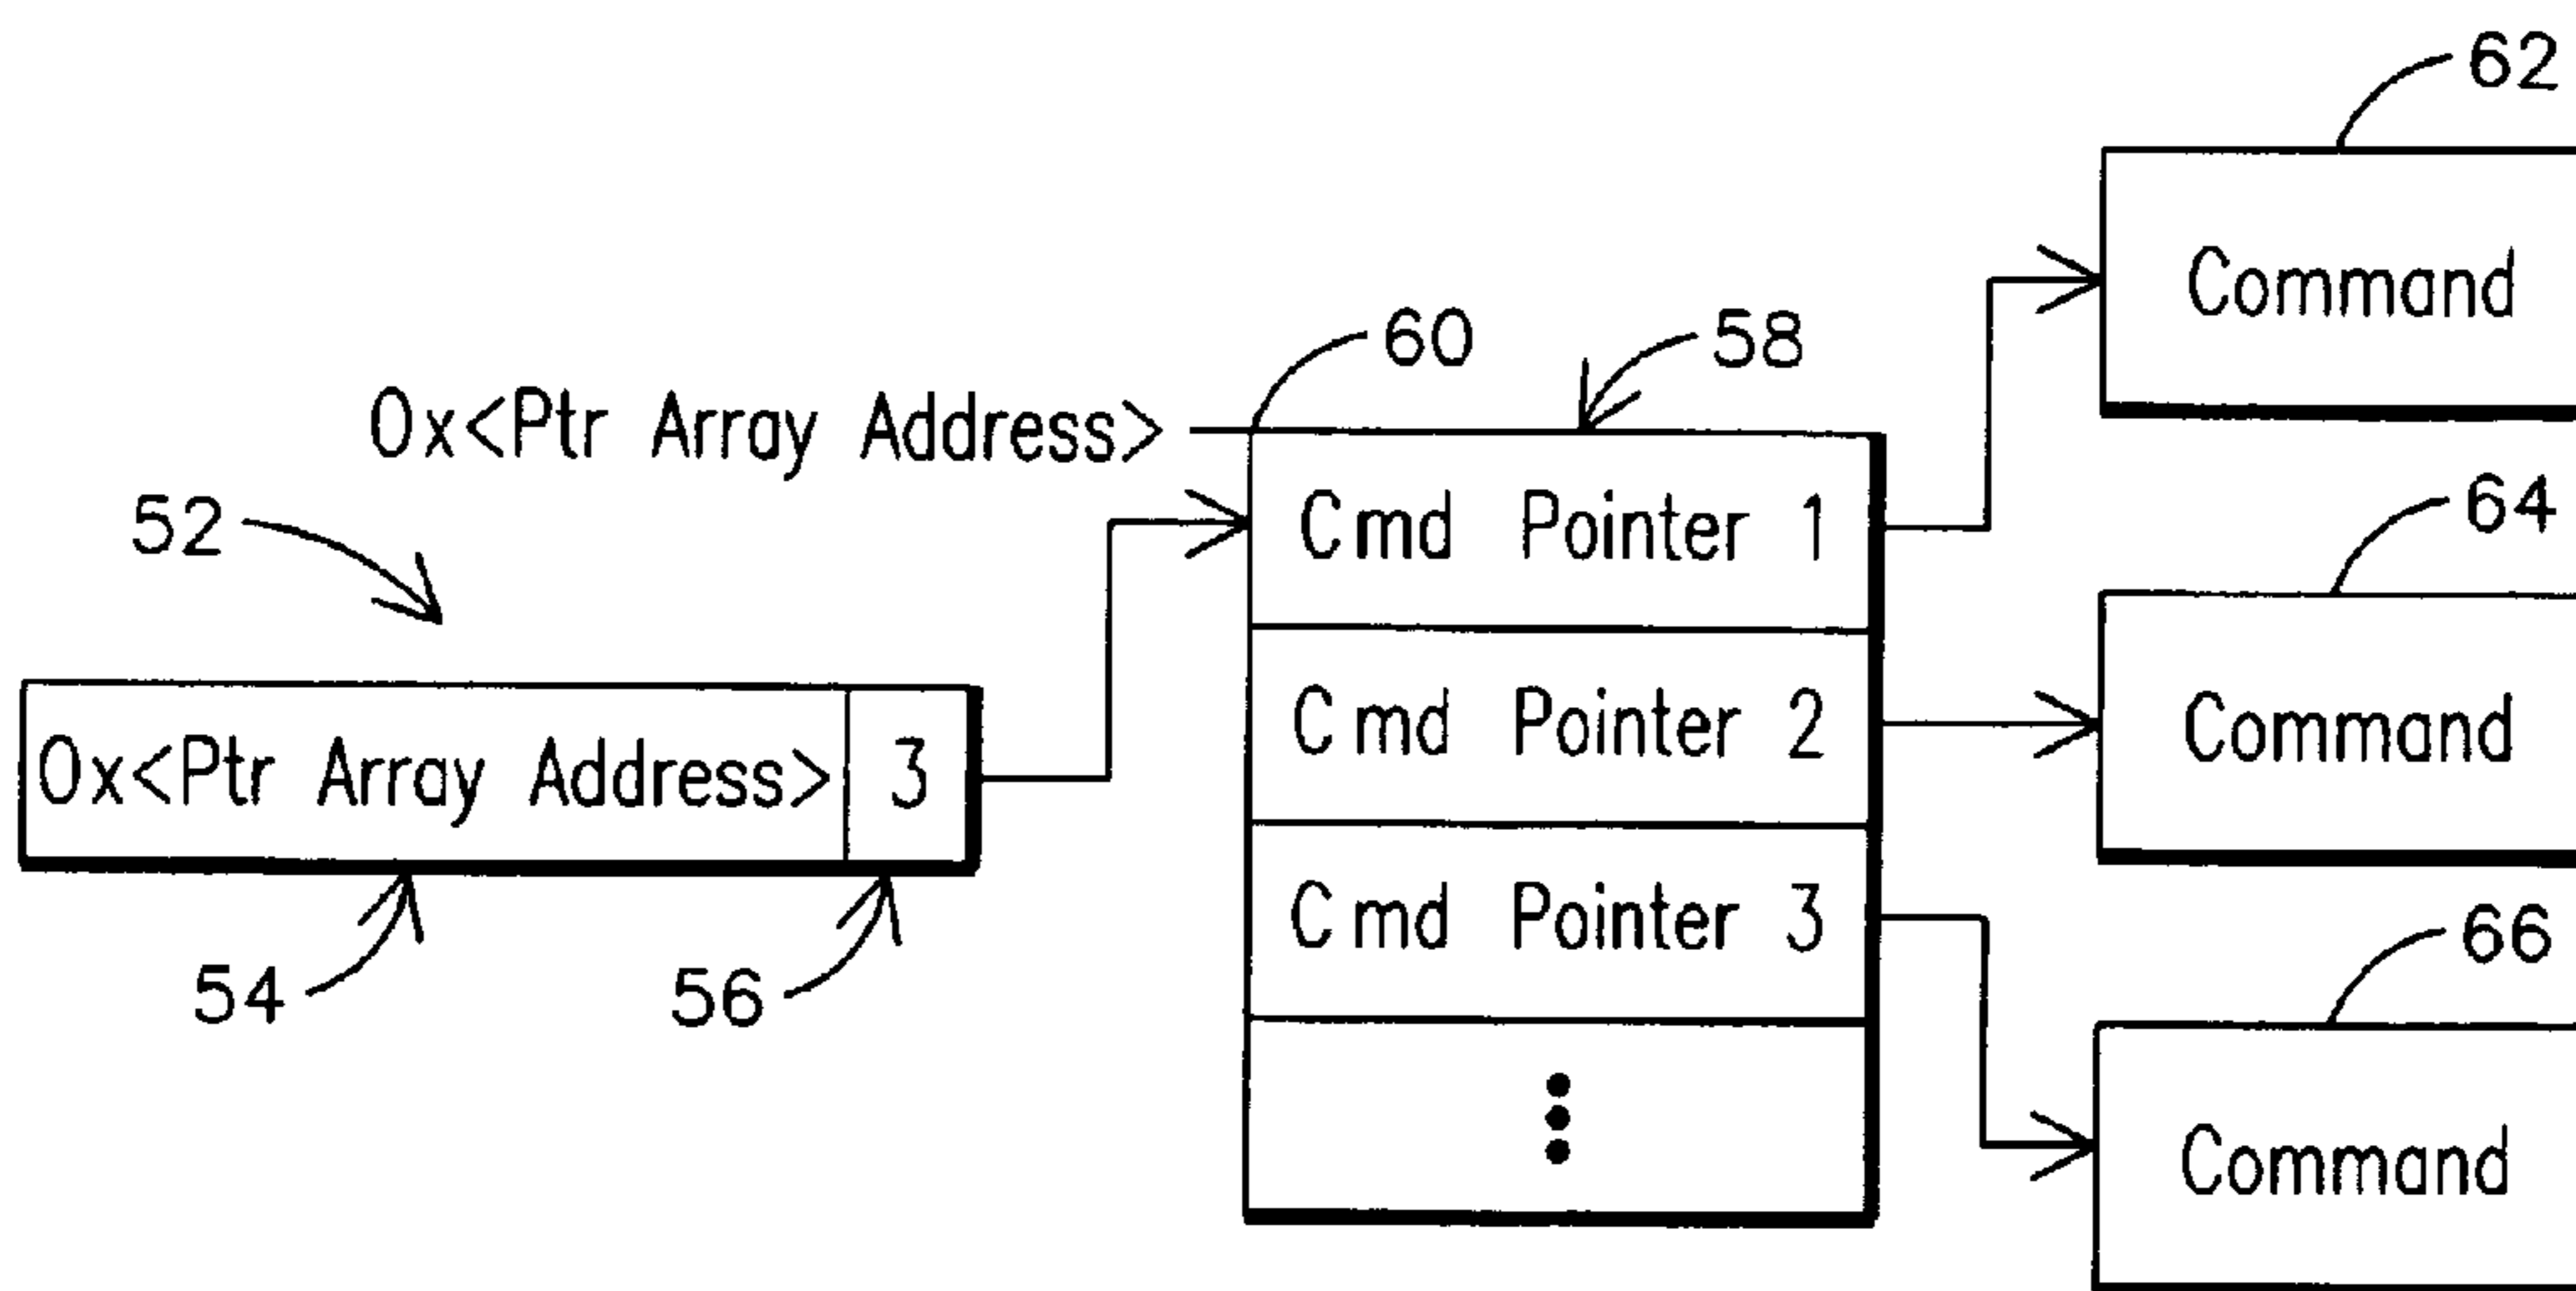 62
Command
60
58
0x<Ptr Array Address>
52
Cmd Pointer 1
64
0x<Ptr Array Address> 3
Cmd Pointer 2
Command
Cmd Pointer 3
54
56
66
Command